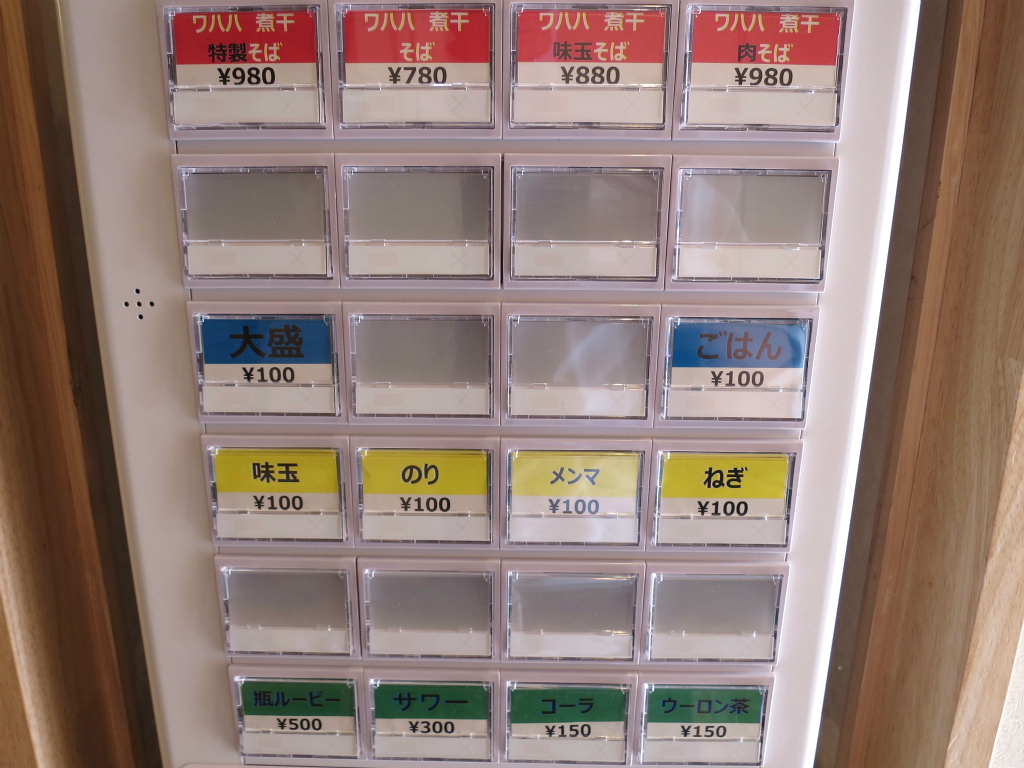 ワハハ 煮干
特製そば
¥980
ワハハ 煮干
そば
¥780
ワハハ 煮干
味玉そば
¥880
ワハハ 煮干
肉そば
¥980
大盛
¥100
ごはん
¥100
味玉
¥100
のり
¥100
メンマ
¥100
ねぎ
¥100
瓶ルービー
¥500
サワー
¥300
コーラ
¥150
ウーロン茶
¥150